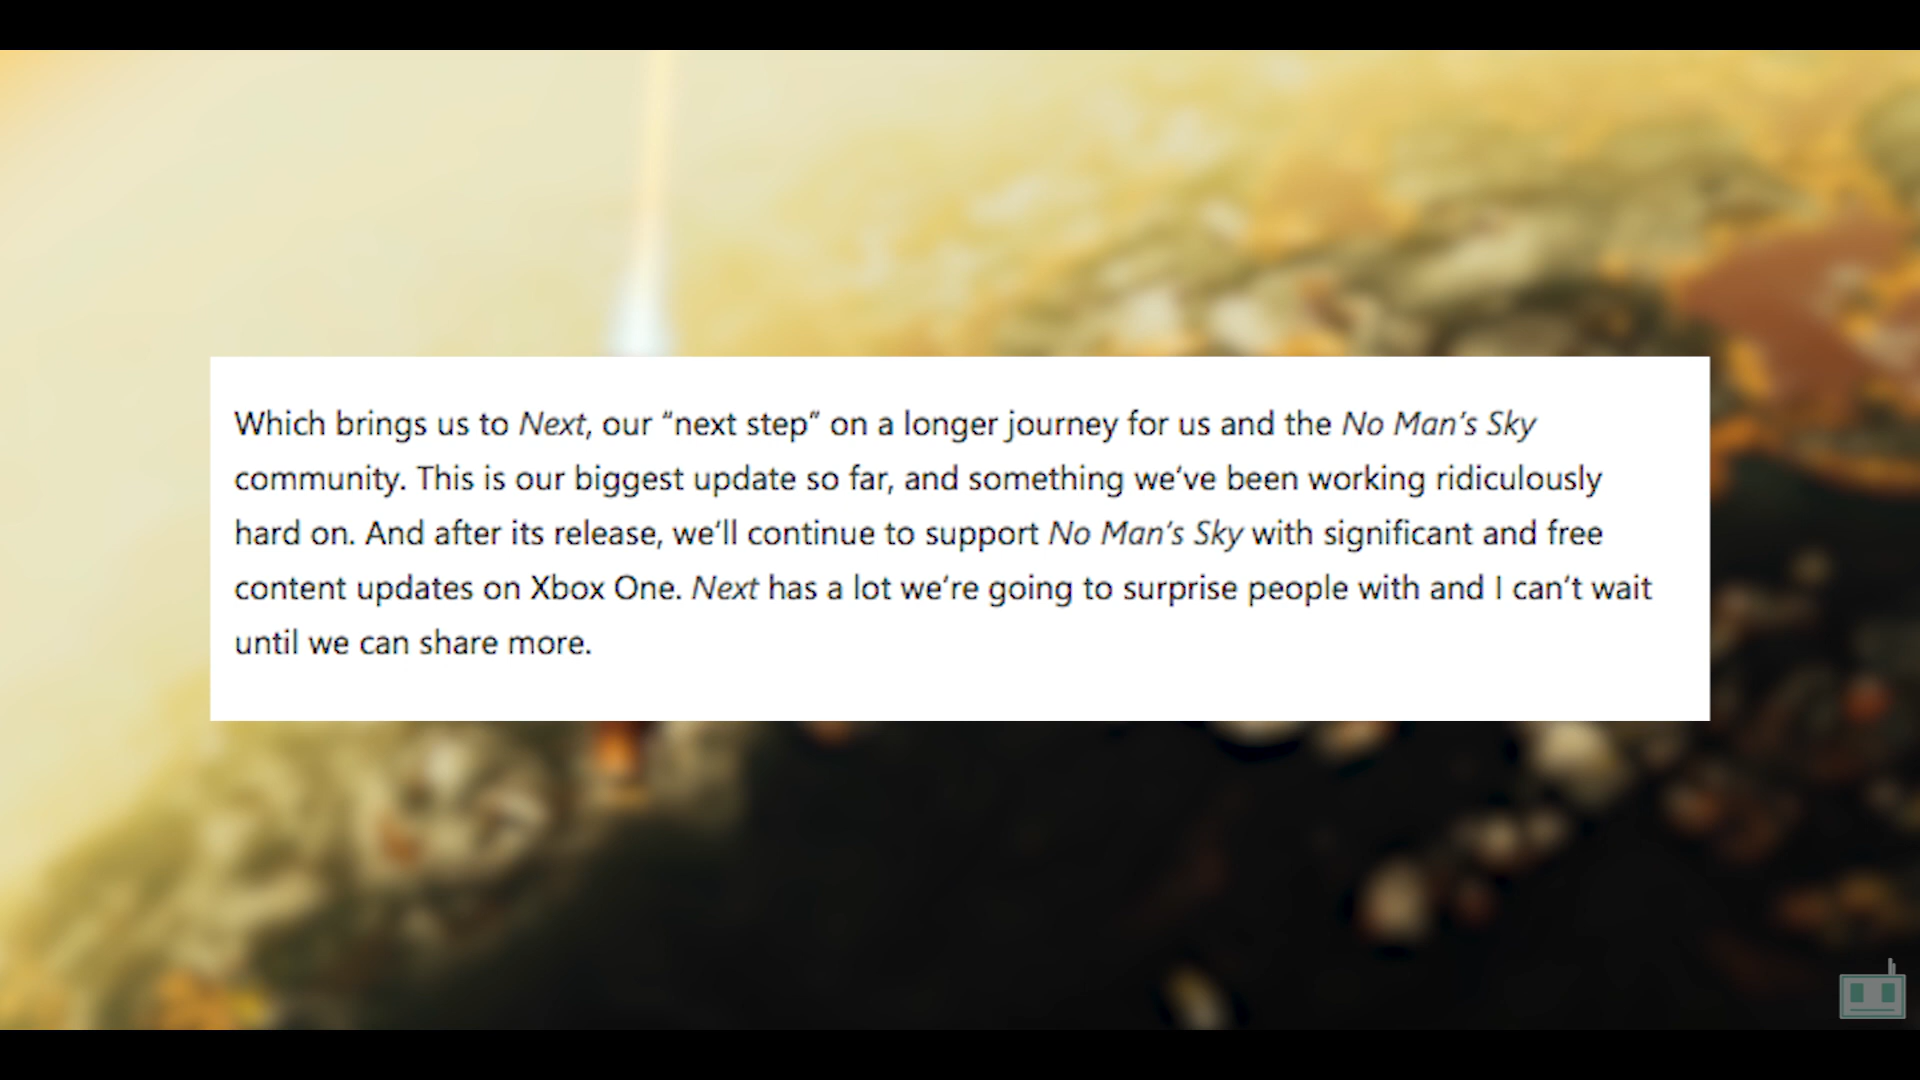 Which brings us to Next, our “next step” on a longer journey for us and the No Man’s Sky
community. This is our biggest update so far, and something we’ve been working ridiculously
hard on. And after its release, we’ll continue to support No Man’s Sky with significant and free
content updates on Xbox One. Next has a lot we’re going to surprise people with and I can’t wait
until we can share more.